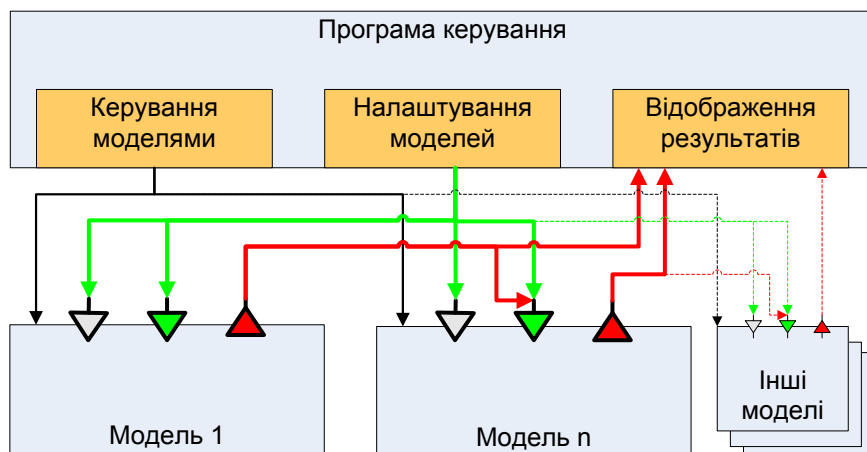 Програма керування
Керування
моделями
Налаштування
моделей
Відображення
результатів
Модель 1
Модель n
Інші
моделі